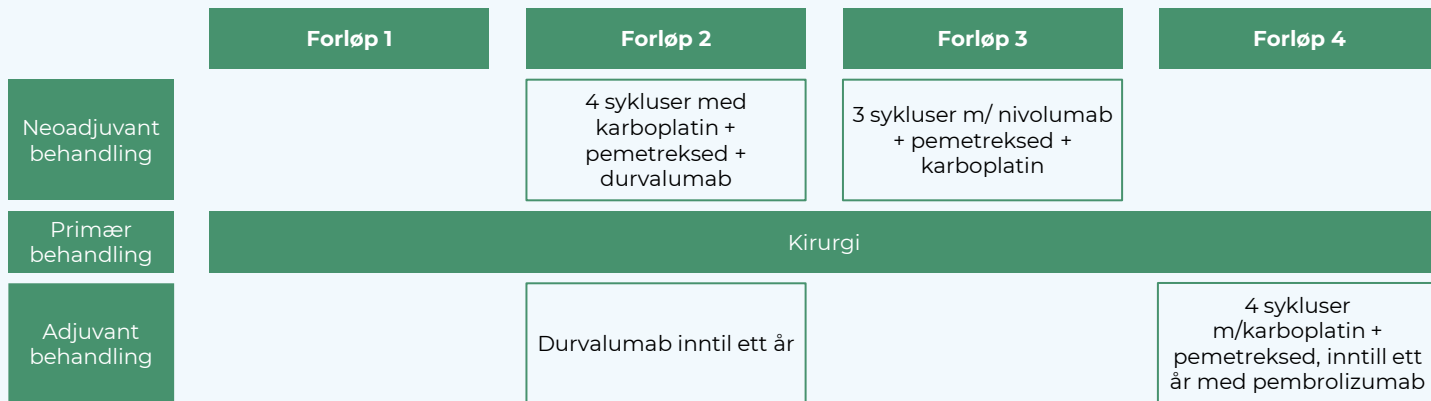 Forløp 1
Forløp 2
Forløp 3
Forløp 4
Neoadjuvant
behandling
4 sykluser med
karboplatin +
pemetreksed +
durvalumab
3 sykluser m/ nivolumab
+ pemetreksed +
karboplatin
Primær
behandling
Kirurgi
Adjuvant
behandling
Durvalumab inntil ett år
4 sykluser
m/karboplatin +
pemetreksed, inntill ett
år med pembrolizumab